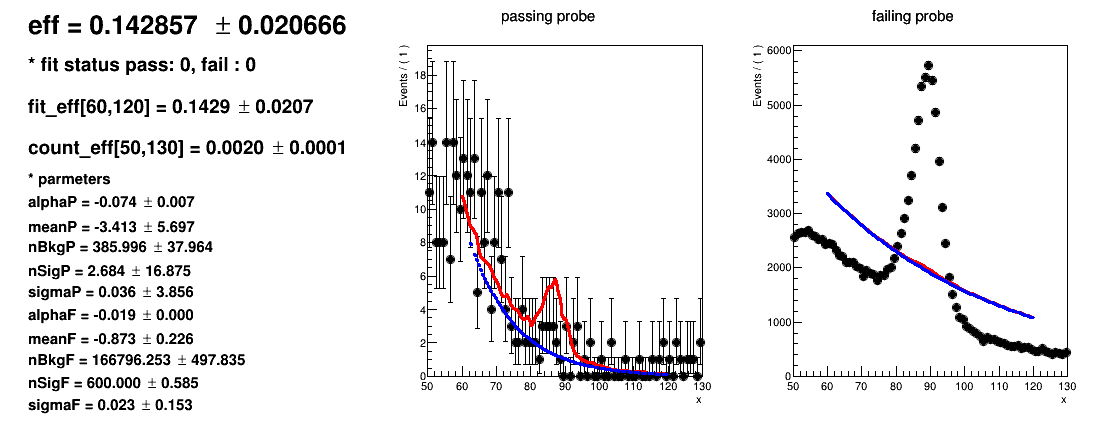 eff = 0.142857 ± 0.020666
* fit status pass: 0, fail : 0
fit_eff[60,120] = 0.1429 ± 0.0207
count_eff[50,130] = 0.0020 ± 0.0001
* parmeters
alphaP = -0.074 ± 0.007
meanP = -3.413 ± 5.697
nBkgP = 385.996 ± 37.964
nSigP = 2.684 ± 16.875
sigmaP = 0.036 ± 3.856
alphaF = -0.019 ± 0.000
meanF = -0.873 ± 0.226
nBkgF = 166796.253 ± 497.835
nSigF = 600.000 ± 0.585
sigmaF = 0.023 ± 0.153
passing probe
Events / ( 1 )
18
16
14
12
10
8
6
4
2
0
50 60 70 80 90 100 110 120 130
x
failing probe
Events / ( 1 )
6000
5000
4000
3000
2000
1000
0
50 60 70 80 90 100 110 120 130
x